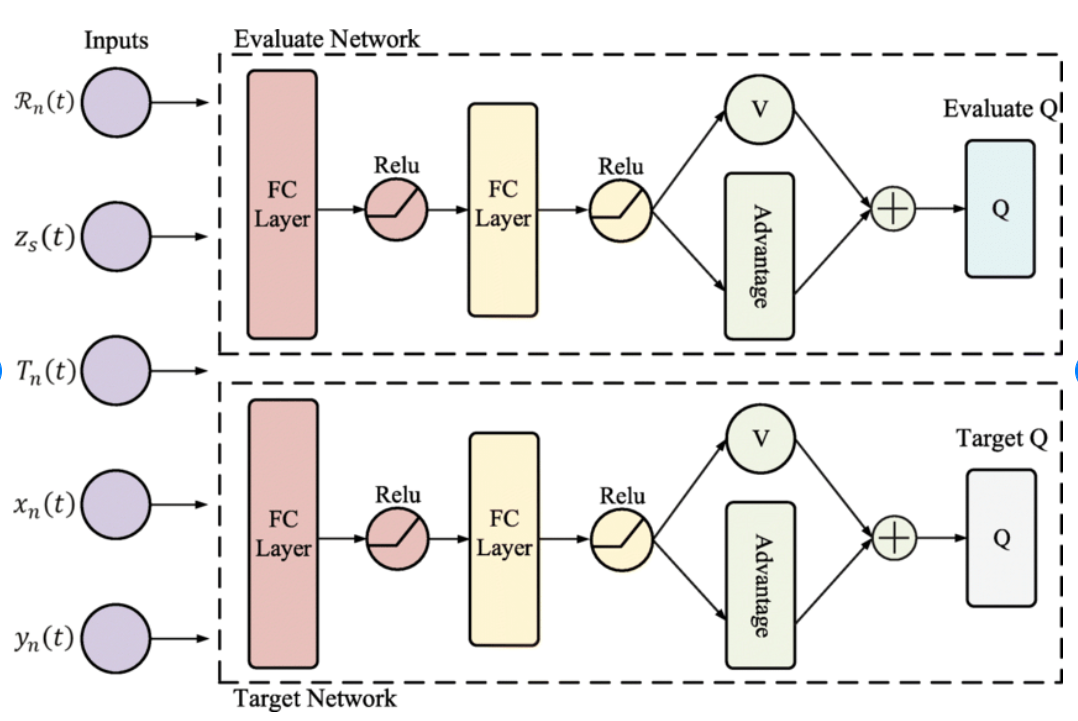 Inputs
ℛₙ(t)
zₛ(t)
Tₙ(t)
xₙ(t)
yₙ(t)
Evaluate Network
FC
Layer
Relu
FC
Layer
Relu
V
Advantage
Evaluate Q
Q
FC
Layer
Relu
FC
Layer
Relu
V
Advantage
Target Q
Q
Target Network